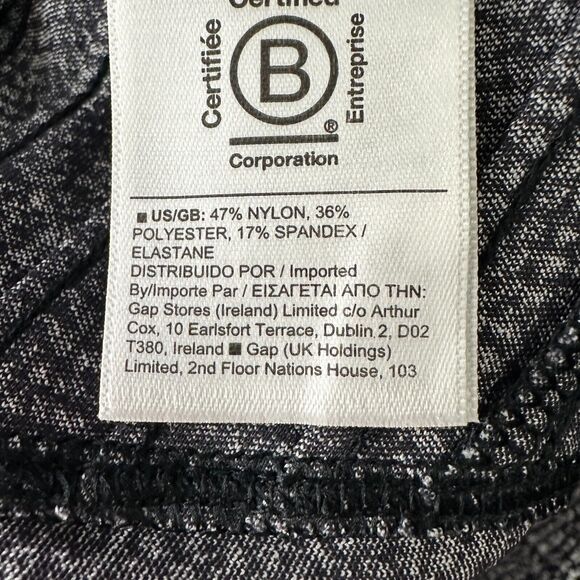 Certified
Certifiée
B
Entreprise
®
Corporation
US/GB: 47% NYLON, 36%
POLYESTER, 17% SPANDEX /
ELASTANE
DISTRIBUIDO POR / Imported
By/Importe Par / ΕΙΣΑΓΕΤΑΙ ΑΠΟ ΤΗΝ:
Gap Stores (Ireland) Limited c/o Arthur
Cox, 10 Earlsfort Terrace, Dublin 2, D02
T380, Ireland ■ Gap (UK Holdings)
Limited, 2nd Floor Nations House, 103